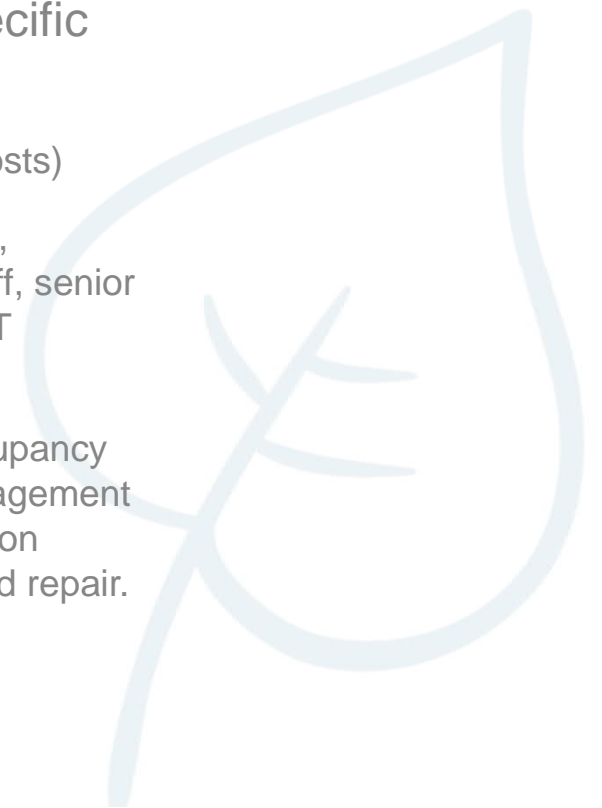 ecific
osts)
,
ff, senior
T
upancy
agement
on
d repair.